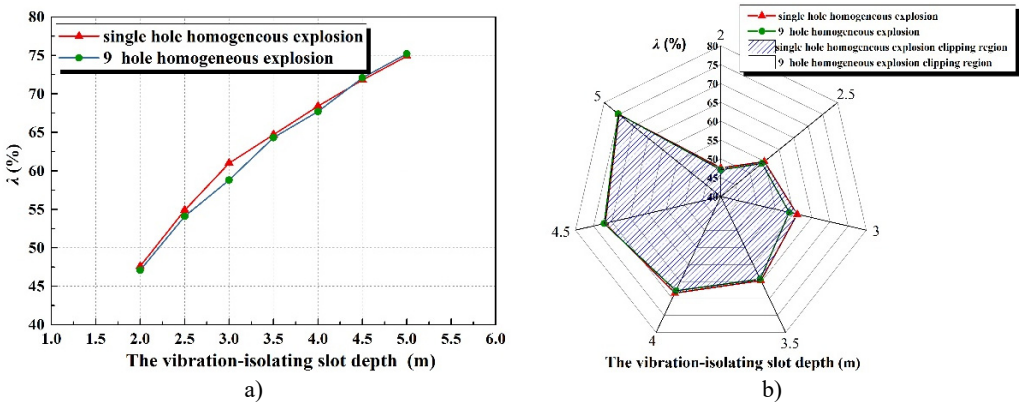 80
75
70
65
60
55
50
45
40
λ (%)
single hole homogeneous explosion
9 hole homogeneous explosion
1.0 1.5 2.0 2.5 3.0 3.5 4.0 4.5 5.0 5.5 6.0
The vibration-isolating slot depth (m)
a)
single hole homogeneous explosion
9 hole homogeneous explosion
single hole homogeneous explosion clipping region
9 hole homogeneous explosion clipping region
λ (%)
80
75
70
65
60
55
50
45
40
2
2.5
3
3.5
4
4.5
5
The vibration-isolating slot depth (m)
b)